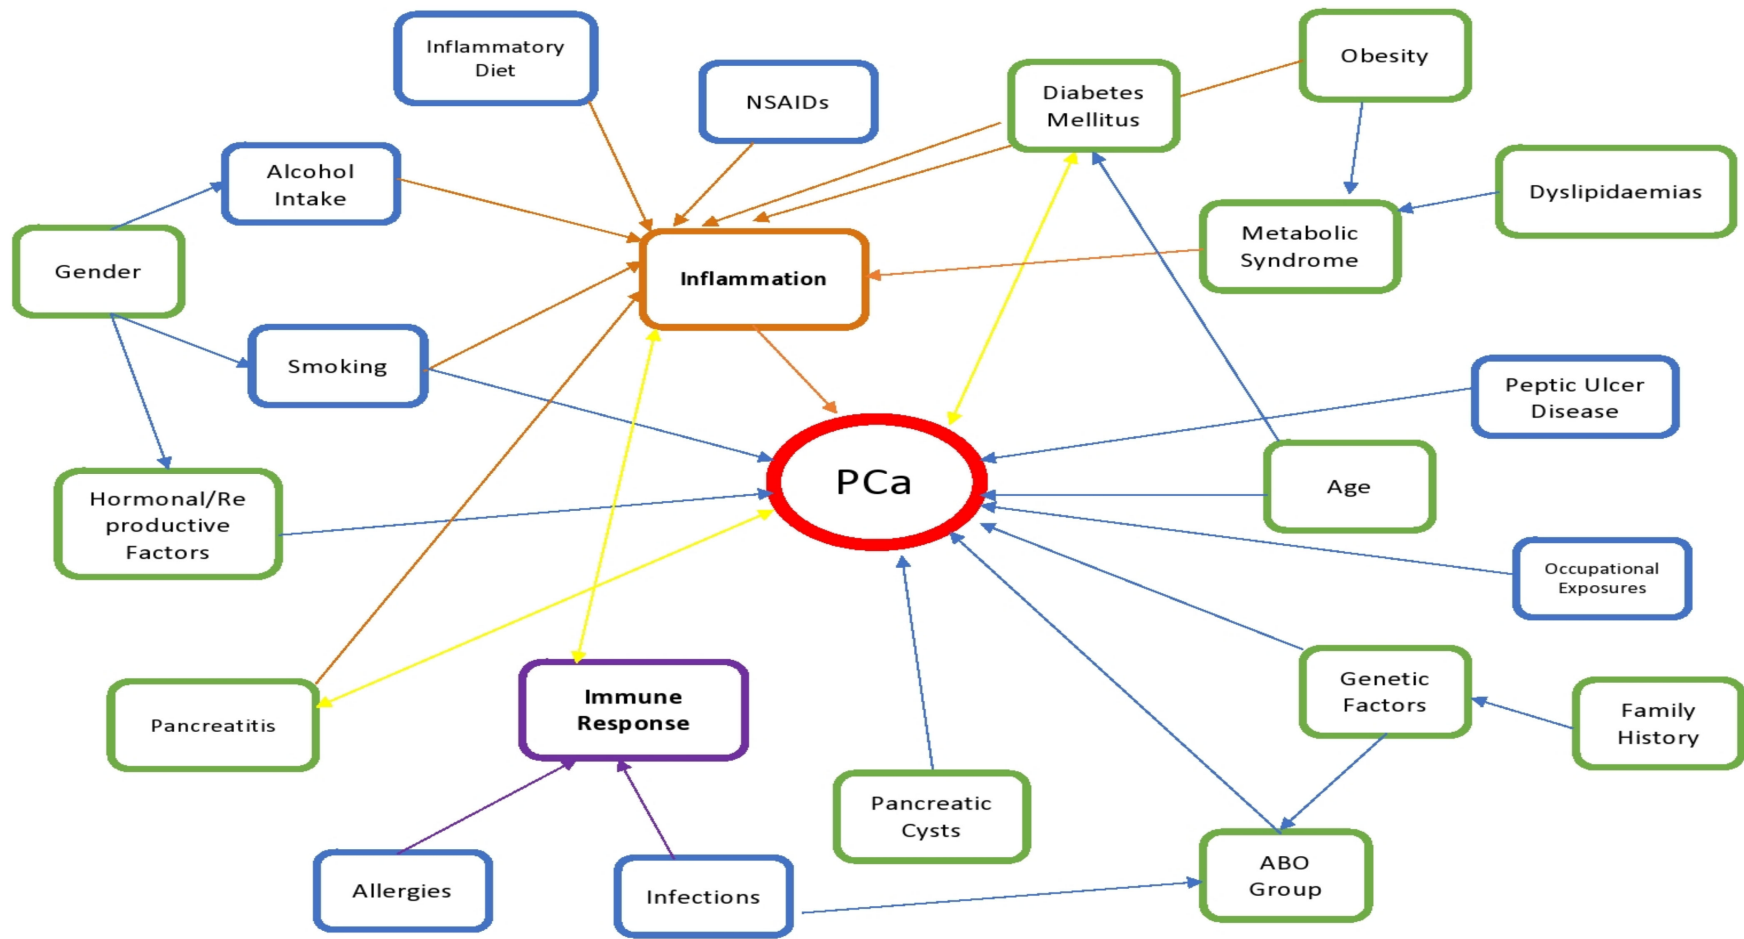 Inflammatory
Diet
NSAIDs
Diabetes
Mellitus
Obesity
Alcohol
Intake
Dyslipidaemias
Gender
Inflammation
Metabolic
Syndrome
Smoking
Peptic Ulcer
Disease
PCa
Age
Hormonal/Re
productive
Factors
Occupational
Exposures
Pancreatitis
Immune
Response
Genetic
Factors
Family
History
Pancreatic
Cysts
ABO
Group
Allergies
Infections